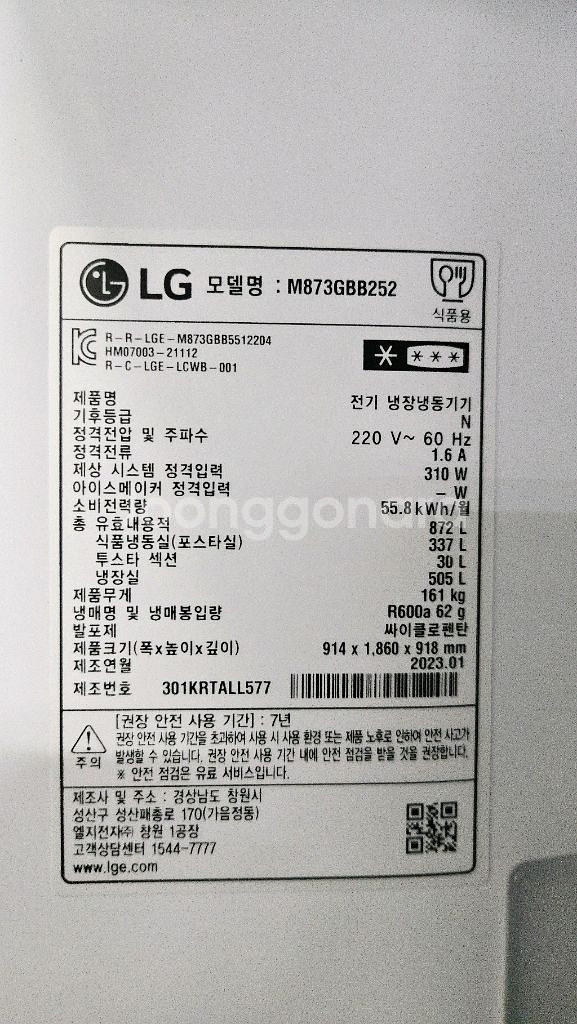 LG 모델명 : M873GBB252
식품용
R-R-LGE-M873GBB5512204
HM07003-21112
R-C-LGE-LCWB-001
제품명 전기 냉장냉동기기
기후등급 N
정격전압 및 주파수 220 V~ 60 Hz
정격전류 1.6 A
제상 시스템 정격입력 310 W
아이스메이커 정격입력 – W
소비전력량 55.8 kWh/월
총 유효내용적 872 L
식품냉동실(포스타실) 337 L
투스타 섹션 30 L
냉장실 505 L
제품무게 161 kg
냉매명 및 냉매봉입량 R600a 62 g
발포제 싸이클로펜탄
제품크기(폭x높이x깊이) 914 x 1,860 x 918 mm
제조연월 2023.01
제조번호 301KRTALL577
[권장 안전 사용 기간] : 7년
권장 안전 사용 기간을 초과하여 사용 시 사용 환경 또는 제품 노후로 인하여 안전 사고가
발생할 수 있습니다. 권장 안전 사용 기간 내에 안전 점검을 받을 것을 권장합니다.
주의
※ 안전 점검은 유료 서비스입니다.
제조사 및 주소 : 경상남도 창원시
성산구 성산패총로 170(가음정동)
엘지전자㈜ 창원 1공장
고객상담센터 1544-7777
www.lge.com